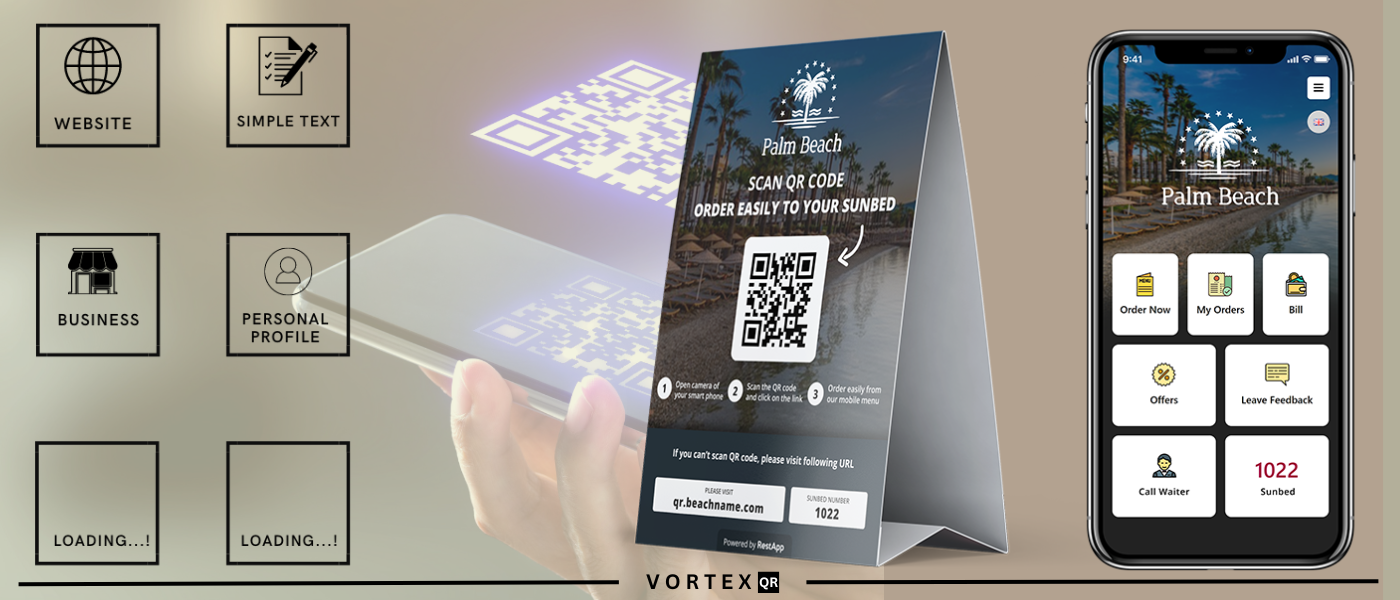 WEBSITE
SIMPLE TEXT
BUSINESS
PERSONAL
PROFILE
LOADING...!
LOADING...!
Palm Beach
SCAN QR CODE
ORDER EASILY TO YOUR SUNBED
1 Open camera of
your smart phone
2 Scan the QR code
and click on the link
3 Order easily from
our mobile menu
If you can't scan QR code, please visit following URL
PLEASE VISIT
qr.beachname.com
SUNBED NUMBER
1022
Powered by RestApp
9:41
Palm Beach
MENU
Order Now
My Orders
Bill
Offers
Leave Feedback
Call Waiter
1022
Sunbed
VORTEX QR